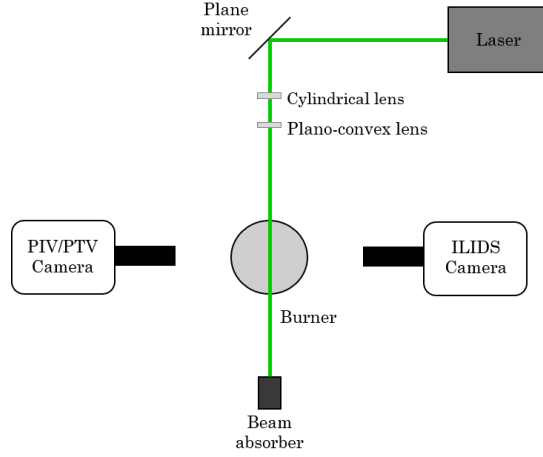 Plane
mirror
Laser
Cylindrical lens
Plano-convex lens
PIV/PTV
Camera
ILIDS
Camera
Burner
Beam
absorber